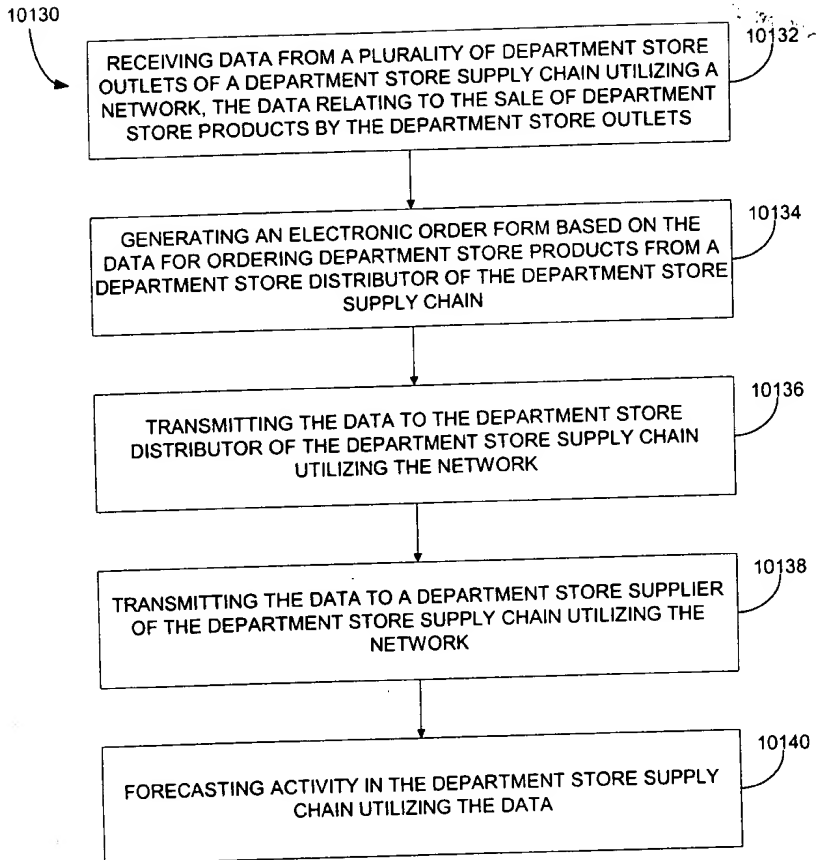 10130
10132
RECEIVING DATA FROM A PLURALITY OF DEPARTMENT STORE
OUTLETS OF A DEPARTMENT STORE SUPPLY CHAIN UTILIZING A
NETWORK, THE DATA RELATING TO THE SALE OF DEPARTMENT
STORE PRODUCTS BY THE DEPARTMENT STORE OUTLETS
10134
GENERATING AN ELECTRONIC ORDER FORM BASED ON THE
DATA FOR ORDERING DEPARTMENT STORE PRODUCTS FROM A
DEPARTMENT STORE DISTRIBUTOR OF THE DEPARTMENT STORE
SUPPLY CHAIN
10136
TRANSMITTING THE DATA TO THE DEPARTMENT STORE
DISTRIBUTOR OF THE DEPARTMENT STORE SUPPLY CHAIN
UTILIZING THE NETWORK
10138
TRANSMITTING THE DATA TO A DEPARTMENT STORE SUPPLIER
OF THE DEPARTMENT STORE SUPPLY CHAIN UTILIZING THE
NETWORK
10140
FORECASTING ACTIVITY IN THE DEPARTMENT STORE SUPPLY
CHAIN UTILIZING THE DATA